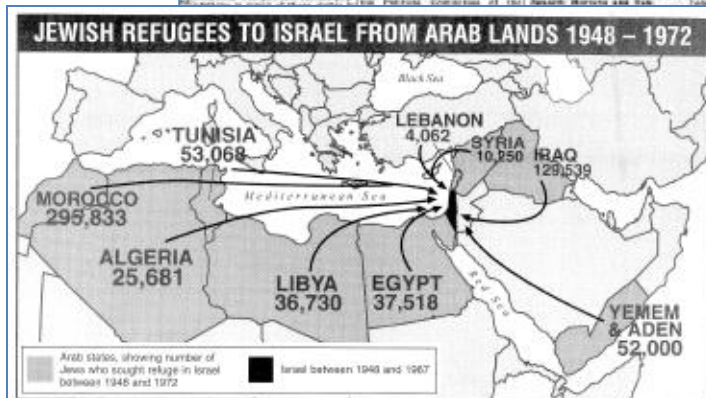 JEWISH REFUGEES TO ISRAEL FROM ARAB LANDS 1948 – 1972
Black Sea
LEBANON
4,062
TUNISIA
53,068
SYRIA
10,250
IRAQ
129,539
MOROCCO
295,833
Mediterranean Sea
ALGERIA
25,681
LIBYA
36,730
EGYPT
37,518
Red Sea
YEMEM
& ADEN
52,000
Arab states, showing number of
Jews who sought refuge in Israel
between 1948 and 1972
Israel between 1948 and 1967